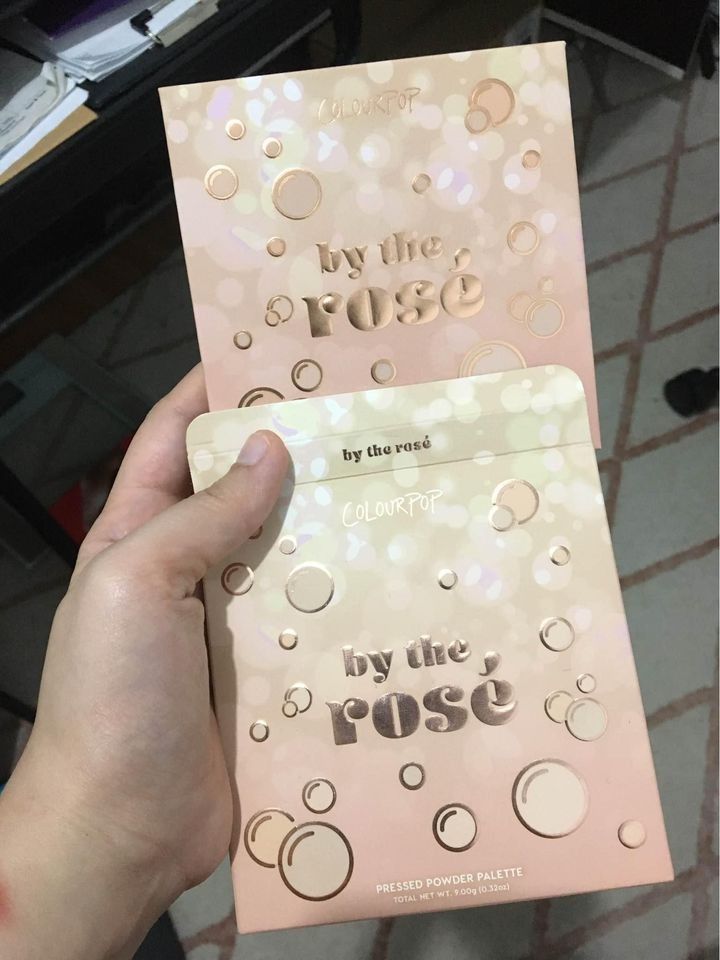 COLOURPOP
by the
rosé
by the rosé
COLOURPOP
by the
rosé
PRESSED POWDER PALETTE
TOTAL NET WT. 9.00g (0.32oz)